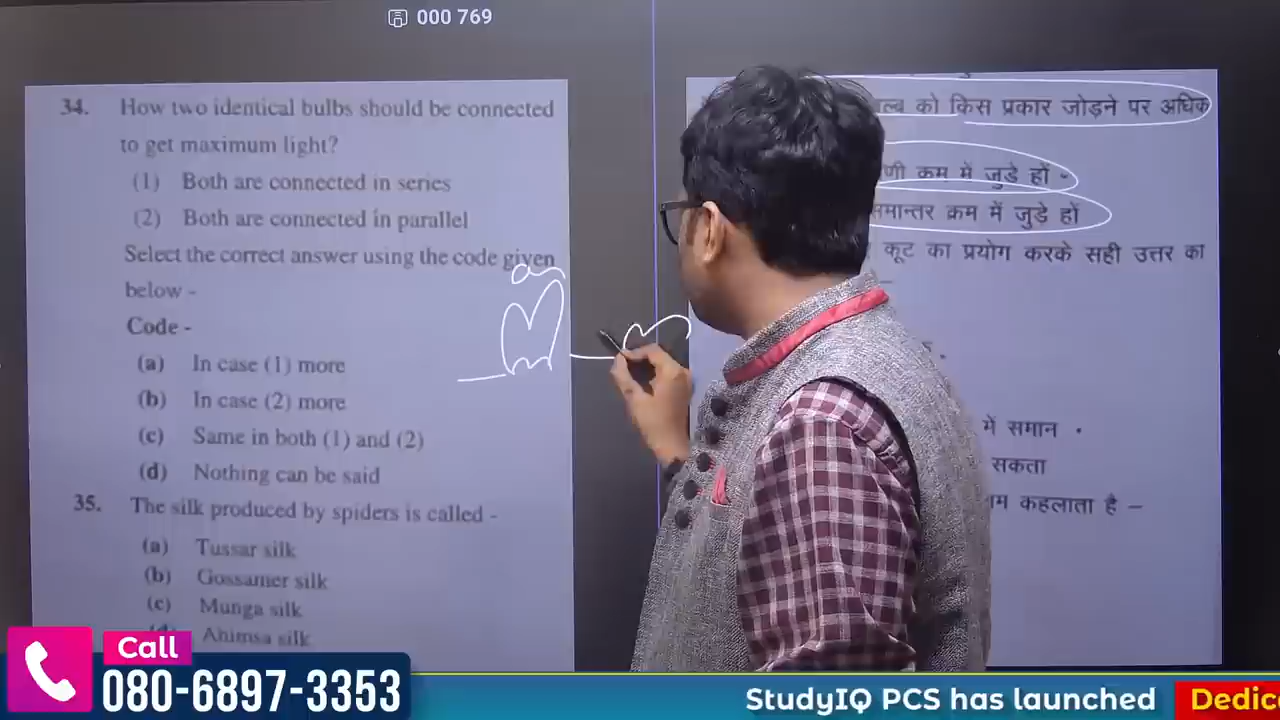 000 769
34. How two identical bulbs should be connected
to get maximum light?
(1) Both are connected in series
(2) Both are connected in parallel
Select the correct answer using the code given
below -
Code -
(a) In case (1) more
(b) In case (2) more
(c) Same in both (1) and (2)
(d) Nothing can be said
35. The silk produced by spiders is called -
(a) Tussar silk
(b) Gossamer silk
(c) Munga silk
(d) Ahimsa silk
को किस प्रकार जोड़ने पर अधिक
कम में जुडे हों -
समान्तर क्रम में जुडे हों
कूट का प्रयोग करके सही उत्तर का
में समान
सकता
कहलाता है –
Call
080-6897-3353
StudyIQ PCS has launched